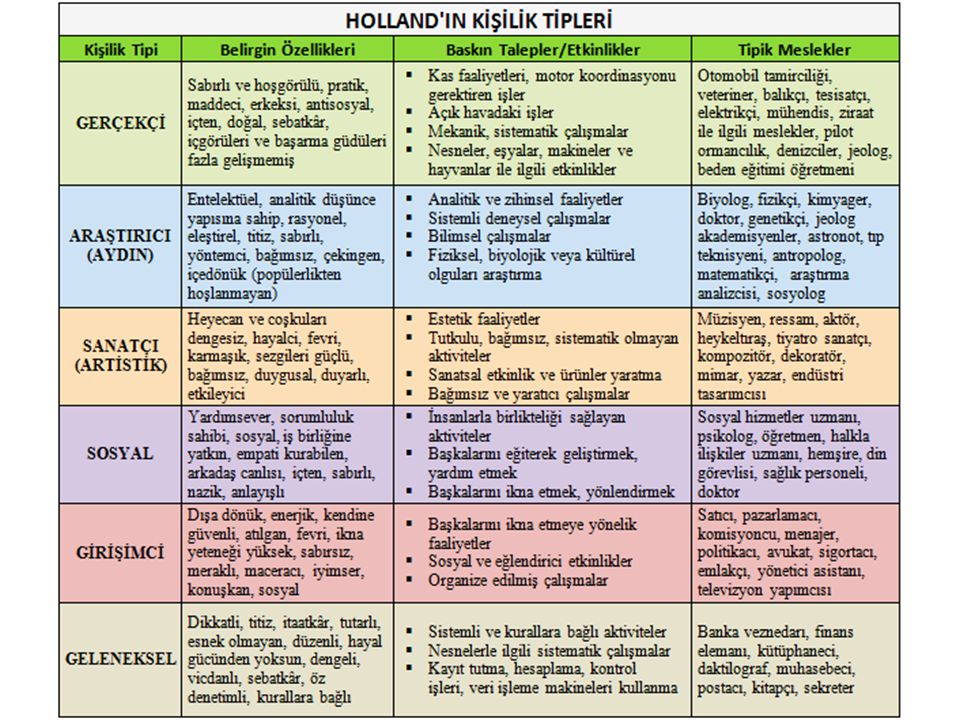 HOLLAND'IN KİŞİLİK TİPLERİ
Kişilik Tipi
Belirgin Özellikleri
Baskın Talepler/Etkinlikler
Tipik Meslekler
GERÇEKÇİ
Sabırlı ve hoşgörülü, pratik,
maddeci, erkeksi, antisosyal,
içten, doğal, sebatkâr,
içgörüleri ve başarma güdüleri
fazla gelişmemiş
▪ Kas faaliyetleri, motor koordinasyonu
gerektiren işler
▪ Açık havadaki işler
▪ Mekanik, sistematik çalışmalar
▪ Nesneler, eşyalar, makineler ve
hayvanlar ile ilgili etkinlikler
Otomobil tamirciliği,
veteriner, balıkçı, tesisatçı,
elektrikçi, mühendis, ziraat
ile ilgili meslekler, pilot
ormancılık, denizciler, jeolog,
beden eğitimi öğretmeni
ARAŞTIRICI
(AYDIN)
Entelektüel, analitik düşünce
yapısına sahip, rasyonel,
eleştirel, titiz, sabırlı,
yöntemci, bağımsız, çekingen,
içedönük (popülerlikten
hoşlanmayan)
▪ Analitik ve zihinsel faaliyetler
▪ Sistemli deneysel çalışmalar
▪ Bilimsel çalışmalar
▪ Fiziksel, biyolojik veya kültürel
olguları araştırma
Biyolog, fizikçi, kimyager,
doktor, genetikçi, jeolog
akademisyenler, astronot, tıp
teknisyeni, antropolog,
matematikçi, araştırma
analizcisi, sosyolog
SANATÇI
(ARTİSTİK)
Heyecan ve coşkuları
dengesiz, hayalci, fevri,
karmaşık, sezgileri güçlü,
bağımsız, duygusal, duyarlı,
etkileyici
▪ Estetik faaliyetler
▪ Tutkulu, bağımsız, sistematik olmayan
aktiviteler
▪ Sanatsal etkinlik ve ürünler yaratma
▪ Bağımsız ve yaratıcı çalışmalar
Müzisyen, ressam, aktör,
heykeltıraş, tiyatro sanatçı,
kompozitör, dekoratör,
mimar, yazar, endüstri
tasarımcısı
SOSYAL
Yardımsever, sorumluluk
sahibi, sosyal, iş birliğine
yatkın, empati kurabilen,
arkadaş canlısı, içten, sabırlı,
nazik, anlayışlı
▪ İnsanlarla birlikteliği sağlayan
aktiviteler
▪ Başkalarını eğiterek geliştirmek,
yardım etmek
▪ Başkalarını ikna etmek, yönlendirmek
Sosyal hizmetler uzmanı,
psikolog, öğretmen, halkla
ilişkiler uzmanı, hemşire, din
görevlisi, sağlık personeli,
doktor
GİRİŞİMCİ
Dışa dönük, enerjik, kendine
güvenli, atılgan, fevri, ikna
yeteneği yüksek, sabırsız,
meraklı, maceracı, iyimser,
konuşkan, sosyal
▪ Başkalarını ikna etmeye yönelik
faaliyetler
▪ Sosyal ve eğlendirici etkinlikler
▪ Organize edilmiş çalışmalar
Satıcı, pazarlamacı,
komisyoncu, menajer,
politikacı, avukat, sigortacı,
emlakçı, yönetici asistanı,
televizyon yapımcısı
GELENEKSEL
Dikkatli, titiz, itaatkâr, tutarlı,
esnek olmayan, düzenli, hayal
gücünden yoksun, dengeli,
vicdanlı, sebatkâr, öz
denetimli, kurallara bağlı
▪ Sistemli ve kurallara bağlı aktiviteler
▪ Nesnelerle ilgili sistematik çalışmalar
▪ Kayıt tutma, hesaplama, kontrol
işleri, veri işleme makineleri kullanma
Banka veznedarı, finans
elemanı, kütüphaneci,
daktilograf, muhasebeci,
postacı, kitapçı, sekreter